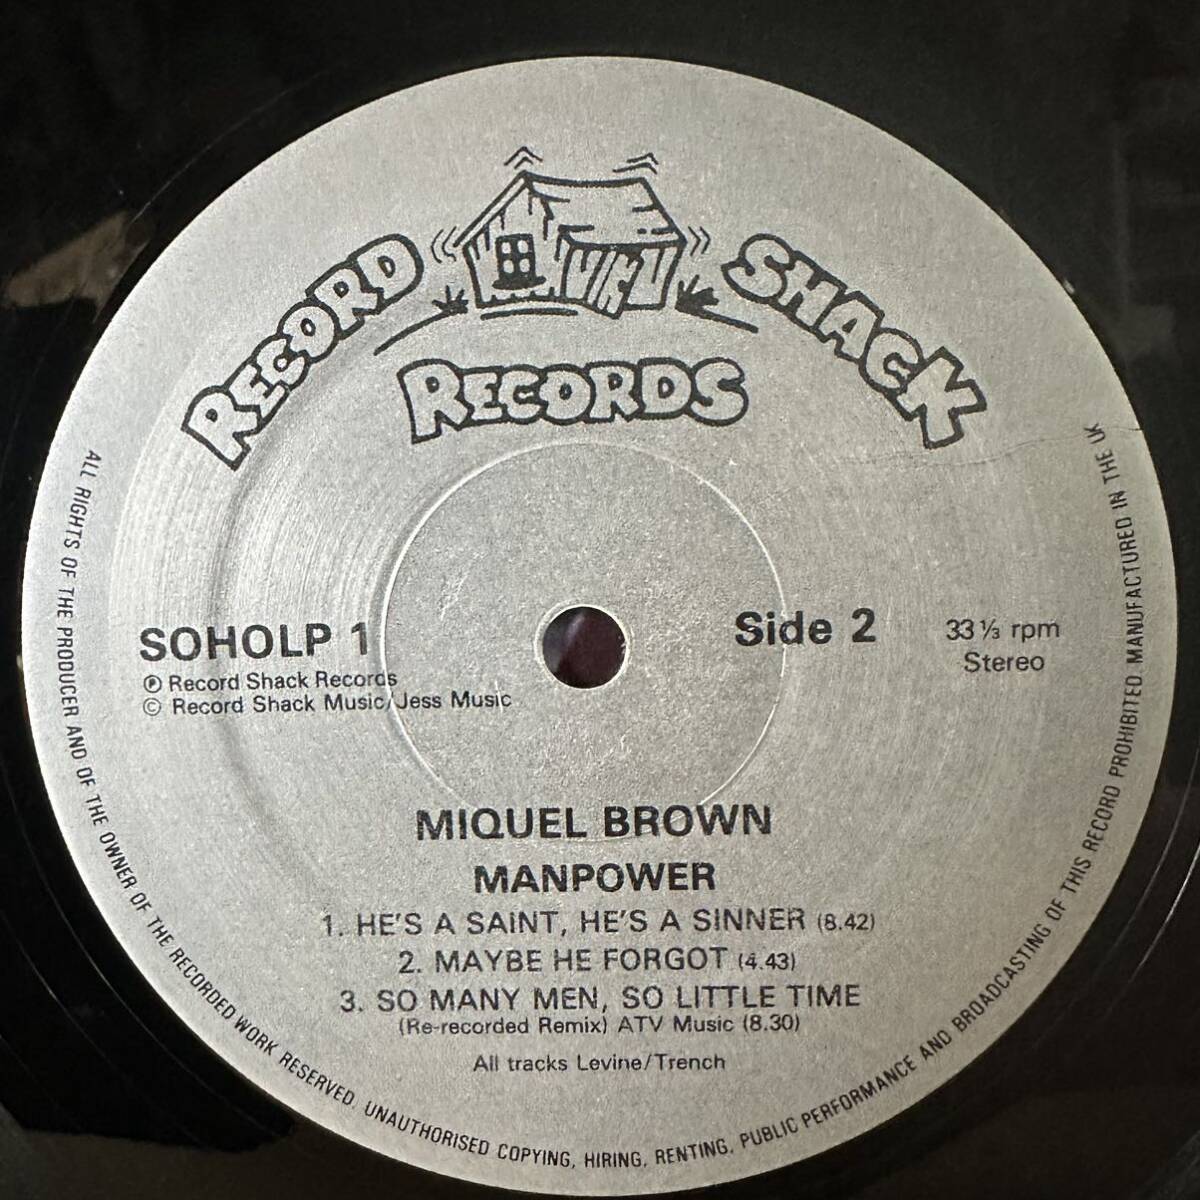 RECORD SHACK
RECORDS
SOHOLP 1
Ⓟ Record Shack Records
© Record Shack Music/Jess Music
Side 2
33 ⅓ rpm
Stereo
MIQUEL BROWN
MANPOWER
1. HE'S A SAINT, HE'S A SINNER (8.42)
2. MAYBE HE FORGOT (4.43)
3. SO MANY MEN, SO LITTLE TIME
(Re-recorded Remix) ATV Music (8.30)
All tracks Levine/Trench
ALL RIGHTS OF THE PRODUCER AND OF THE OWNER OF THE RECORDED WORK RESERVED. UNAUTHORISED COPYING, HIRING, RENTING, PUBLIC PERFORMANCE AND BROADCASTING OF THIS RECORD PROHIBITED. MANUFACTURED IN THE UK